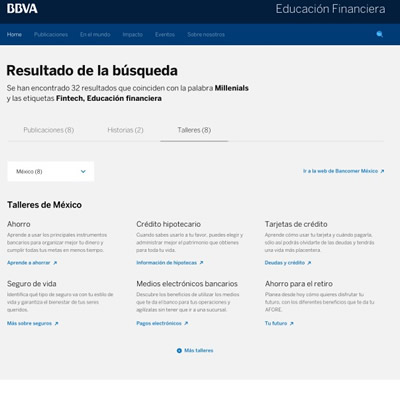 BBVA
Educación Financiera
Home Publicaciones En el mundo Impacto Eventos Sobre nosotros
Resultado de la búsqueda
Se han encontrado 32 resultados que coinciden con la palabra Millenials
y las etiquetas Fintech, Educación financiera
Publicaciones (8) Historias (2) Talleres (8)
México (8)
Ir a la web de Bancomer México
Talleres de México
Ahorro
Aprende a usar los principales instrumentos
bancarios para organizar mejor tu dinero y
cumplir todas tus metas en menos tiempo.
Aprende a ahorrar
Crédito hipotecario
Cuando sabes usarlo a tu favor, puedes elegir y
administrar mejor el patrimonio que obtienes
para toda tu vida.
Información de hipotecas
Tarjetas de crédito
Aprende cómo usar tu tarjeta y cuándo pagarla,
sólo así podrás olvidarte de las deudas y tendrás
una vida más placentera.
Deudas y crédito
Seguro de vida
Identifica qué tipo de seguro va con tu estilo de
vida y garantiza el bienestar de tus seres
queridos.
Más sobre seguros
Medios electrónicos bancarios
Descubre los beneficios de utilizar los medios
que te da el banco para tus operaciones y
agilízalas sin tener que ir a una sucursal.
Pagos electrónicos
Ahorro para el retiro
Planea desde hoy cómo quieres disfrutar tu
futuro, con los diferentes beneficios que te da tu
AFORE.
Tu futuro
Más talleres